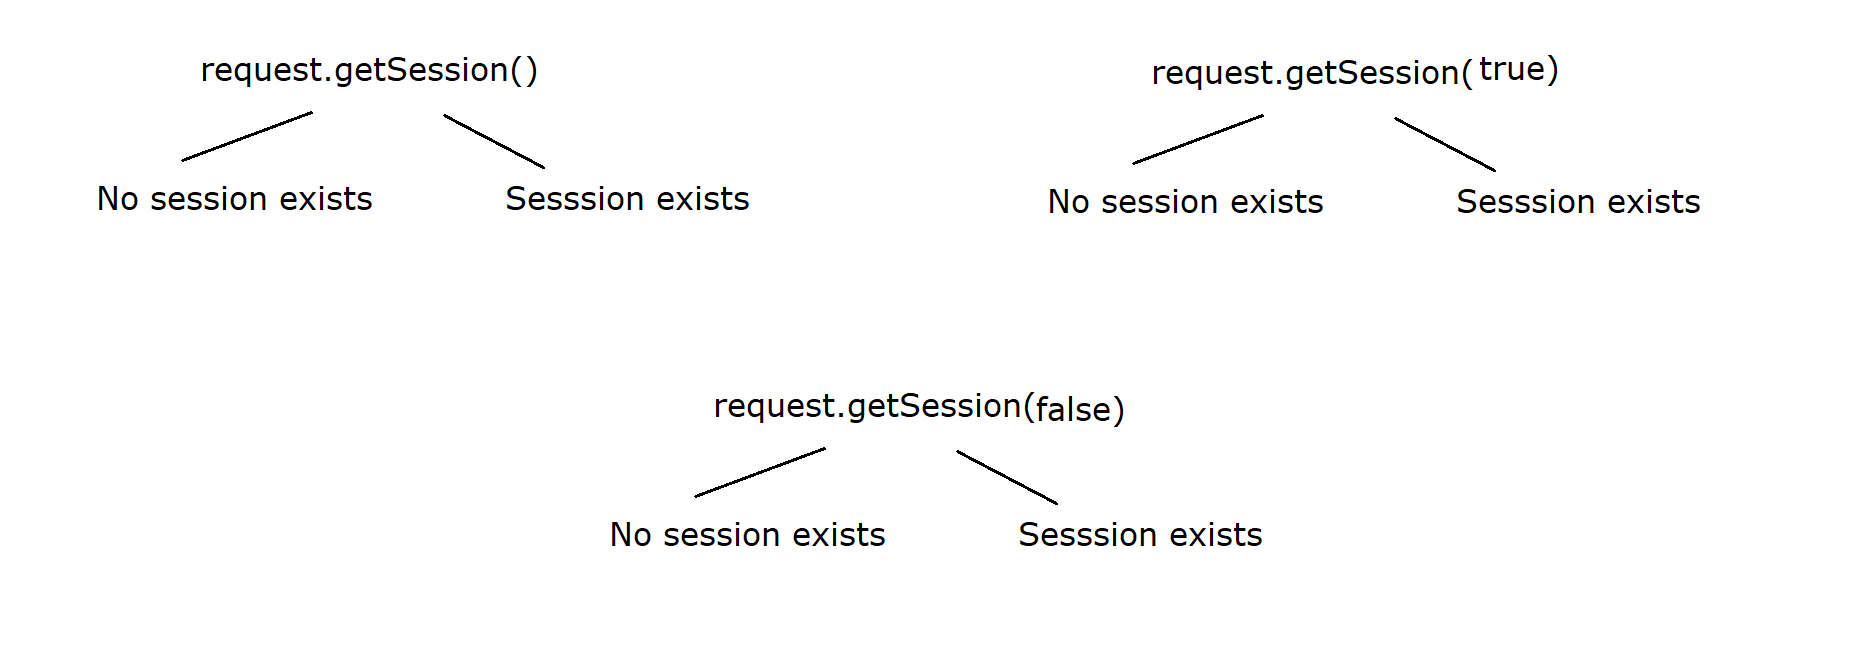 request.getSession()
request.getSession(true)
No session exists
Sesssion exists
No session exists
Sesssion exists
request.getSession(false)
No session exists
Sesssion exists